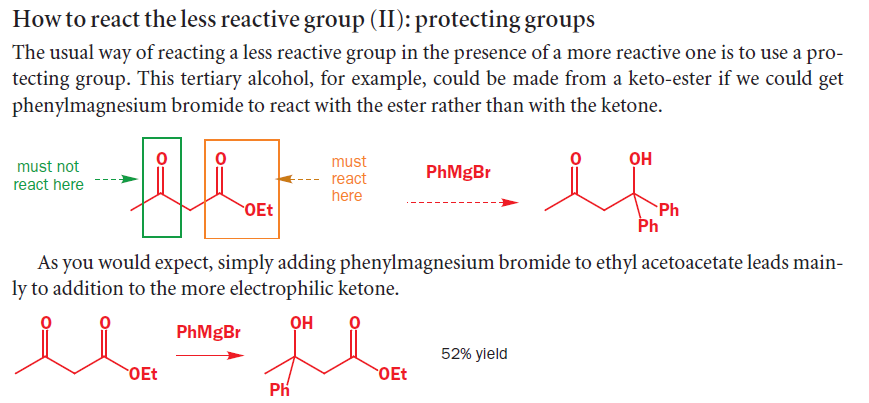 How to react the less reactive group (II): protecting groups
The usual way of reacting a less reactive group in the presence of a more reactive one is to use a pro-
tecting group. This tertiary alcohol, for example, could be made from a keto-ester if we could get
phenylmagnesium bromide to react with the ester rather than with the ketone.
must not
react here
O
O
OEt
must
react
here
PhMgBr
O
OH
Ph
Ph
As you would expect, simply adding phenylmagnesium bromide to ethyl acetoacetate leads main-
ly to addition to the more electrophilic ketone.
O
O
OEt
PhMgBr
OH
O
Ph
OEt
52% yield